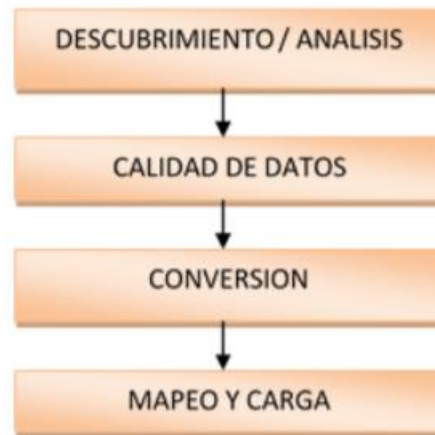 DESCUBRIMIENTO / ANALISIS
CALIDAD DE DATOS
CONVERSION
MAPEO Y CARGA